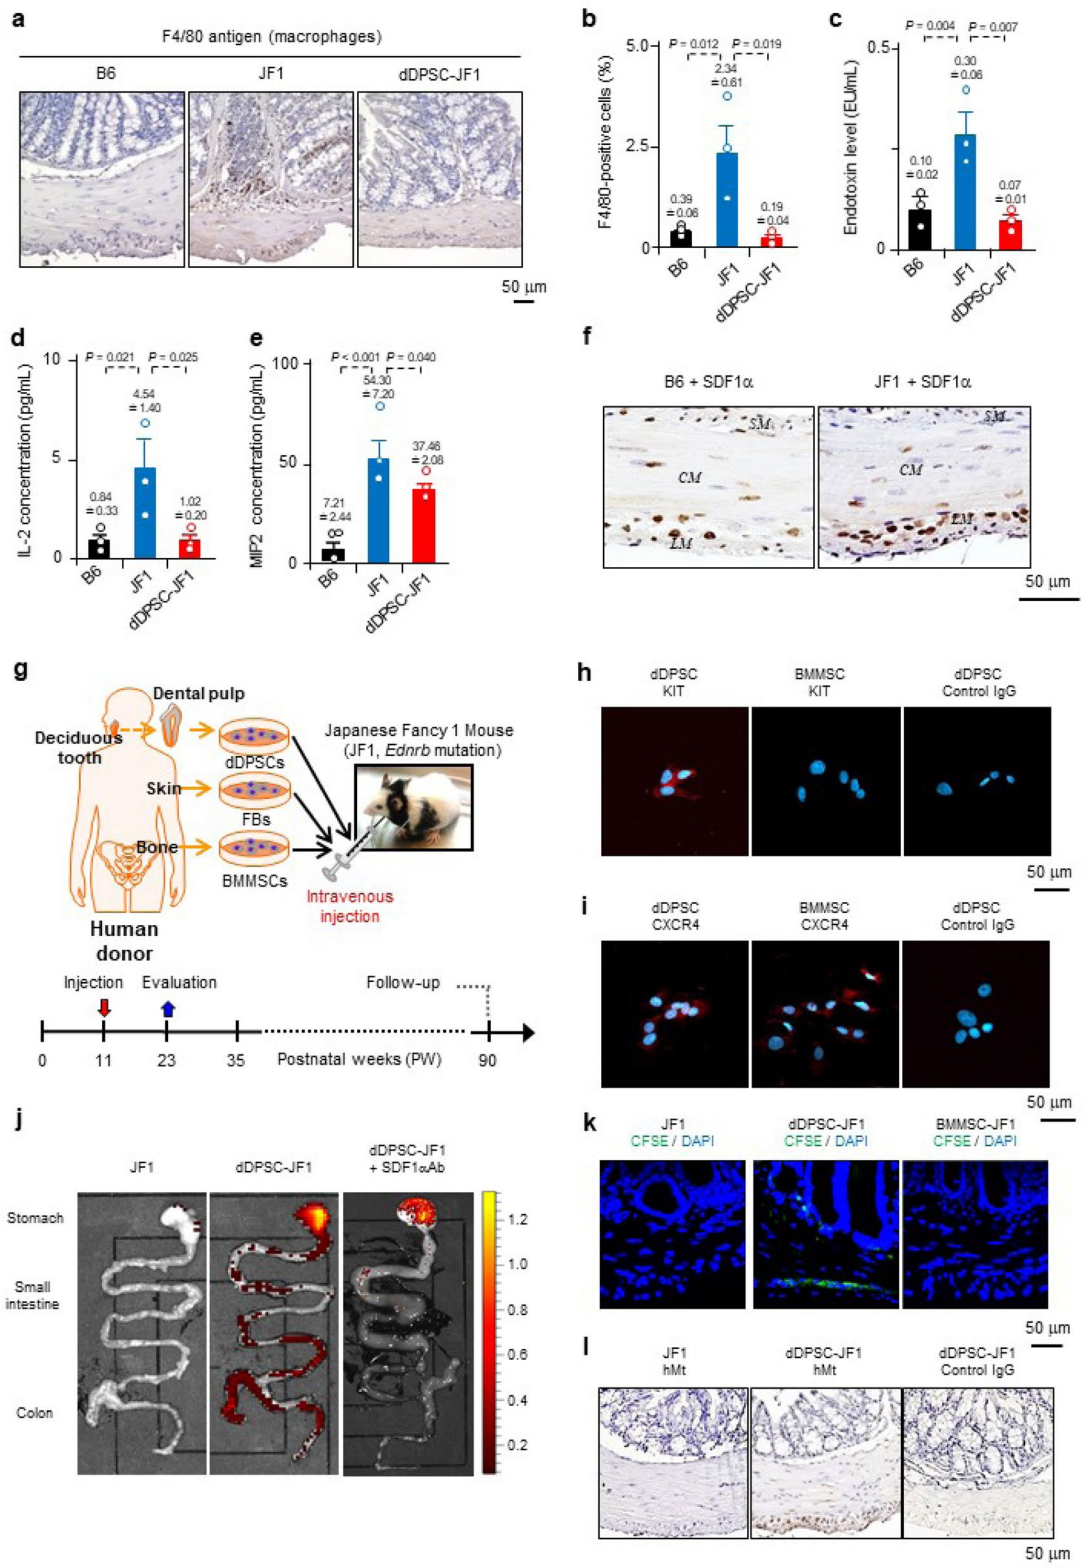 a
F4/80 antigen (macrophages)
B6
JF1
dDPSC-JF1
50 μm
b
F4/80-positive cells (%)
5.0
2.5
0
P = 0.012
P = 0.019
0.39
±0.06
2.34
±0.61
0.19
±0.04
B6
JF1
dDPSC-JF1
c
Endotoxin level (EU/mL)
0.5
0
P = 0.004
P = 0.007
0.10
±0.02
0.30
±0.06
0.07
±0.01
B6
JF1
dDPSC-JF1
d
IL-2 concentration (pg/mL)
10
5
0
P = 0.021
P = 0.025
0.84
±0.33
4.54
±1.40
1.02
±0.20
B6
JF1
dDPSC-JF1
e
MIP2 concentration (pg/mL)
100
50
0
P < 0.001
P = 0.040
7.21
±2.44
54.30
±7.20
37.46
±2.08
B6
JF1
dDPSC-JF1
f
B6 + SDF1α
JF1 + SDF1α
SM
CM
LM
SM
CM
LM
50 μm
g
Dental pulp
Deciduous
tooth
dDPSCs
Skin
FBs
Bone
BMMSCs
Japanese Fancy 1 Mouse
(JF1, Ednrb mutation)
Intravenous
injection
Human
donor
Injection
Evaluation
Follow-up
0
11
23
35
Postnatal weeks (PW)
90
h
dDPSC
KIT
BMMSC
KIT
dDPSC
Control IgG
50 μm
i
dDPSC
CXCR4
BMMSC
CXCR4
dDPSC
Control IgG
50 μm
j
JF1
dDPSC-JF1
dDPSC-JF1
+ SDF1αAb
Stomach
Small
intestine
Colon
1.2
1.0
0.8
0.6
0.4
0.2
k
JF1
CFSE / DAPI
dDPSC-JF1
CFSE / DAPI
BMMSC-JF1
CFSE / DAPI
50 μm
l
JF1
hMt
dDPSC-JF1
hMt
dDPSC-JF1
Control IgG
50 μm